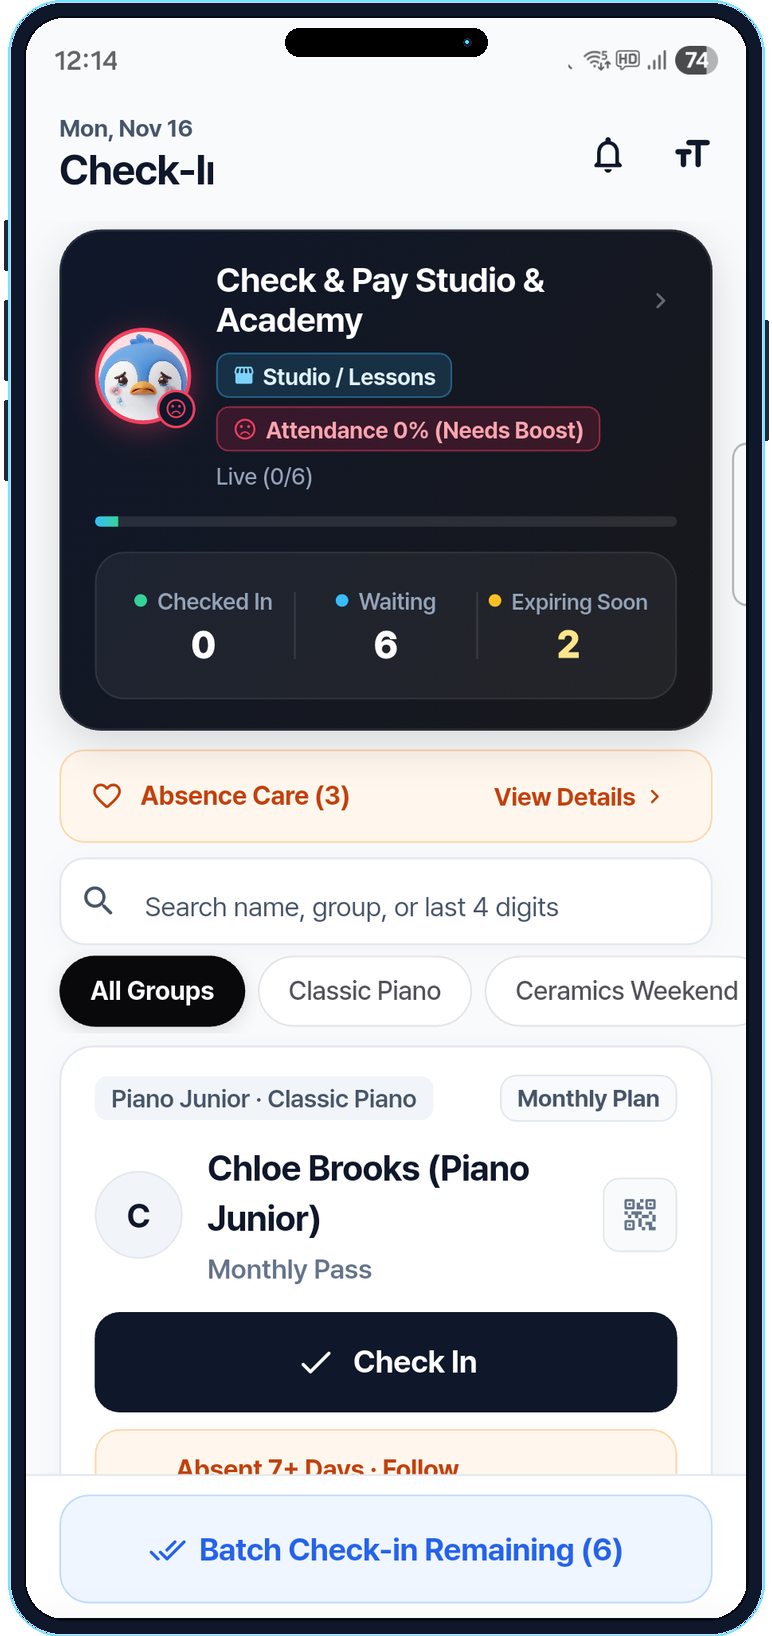 12:14
HD
74
Mon, Nov 16
Check & Pay Studio &
Academy
Studio / Lessons
Attendance 0% (Needs Boost)
Live (0/6)
Checked In
Waiting
Expiring Soon
0
6
2
Absence Care (3)
View Details
Search name, group, or last 4 digits
All Groups
Classic Piano
Ceramics Weekend
Piano Junior · Classic Piano
Monthly Plan
Chloe Brooks (Piano
Junior)
C
Monthly Pass
Check In
Absent 7+ Days · Follow
Batch Check-in Remaining (6)